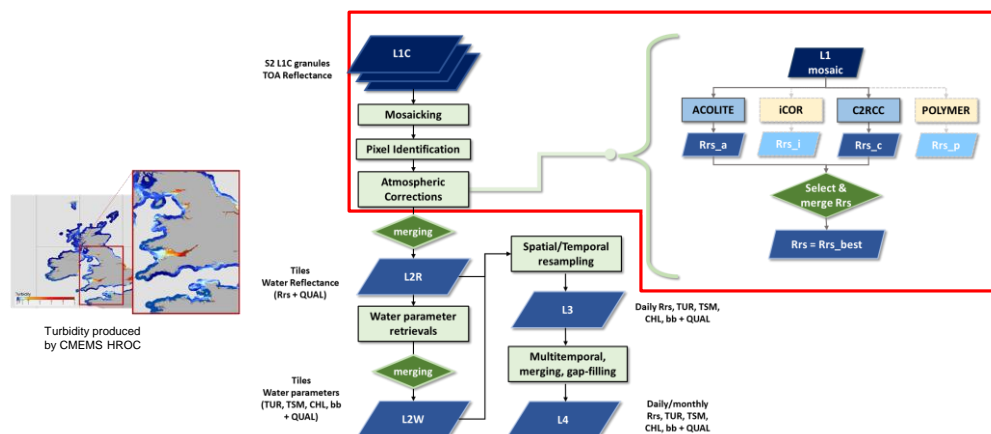 S2 L1C granules
TOA Reflectance
L1C
Mosaicking
Pixel Identification
Atmospheric
Corrections
merging
Tiles
Water Reflectance
(Rrs + QUAL)
L2R
Water parameter
retrievals
merging
Tiles
Water parameters
(TUR, TSM, CHL, bb
+ QUAL)
L2W
Spatial/Temporal
resampling
L3
Daily Rrs, TUR, TSM,
CHL, bb + QUAL
Multitemporal,
merging, gap-filling
L4
Daily/monthly
Rrs, TUR, TSM,
CHL, bb + QUAL
L1
mosaic
ACOLITE
iCOR
C2RCC
POLYMER
Rrs_a
Rrs_i
Rrs_c
Rrs_p
Select &
merge Rrs
Rrs = Rrs_best
Turbidity
Turbidity produced
by CMEMS HROC